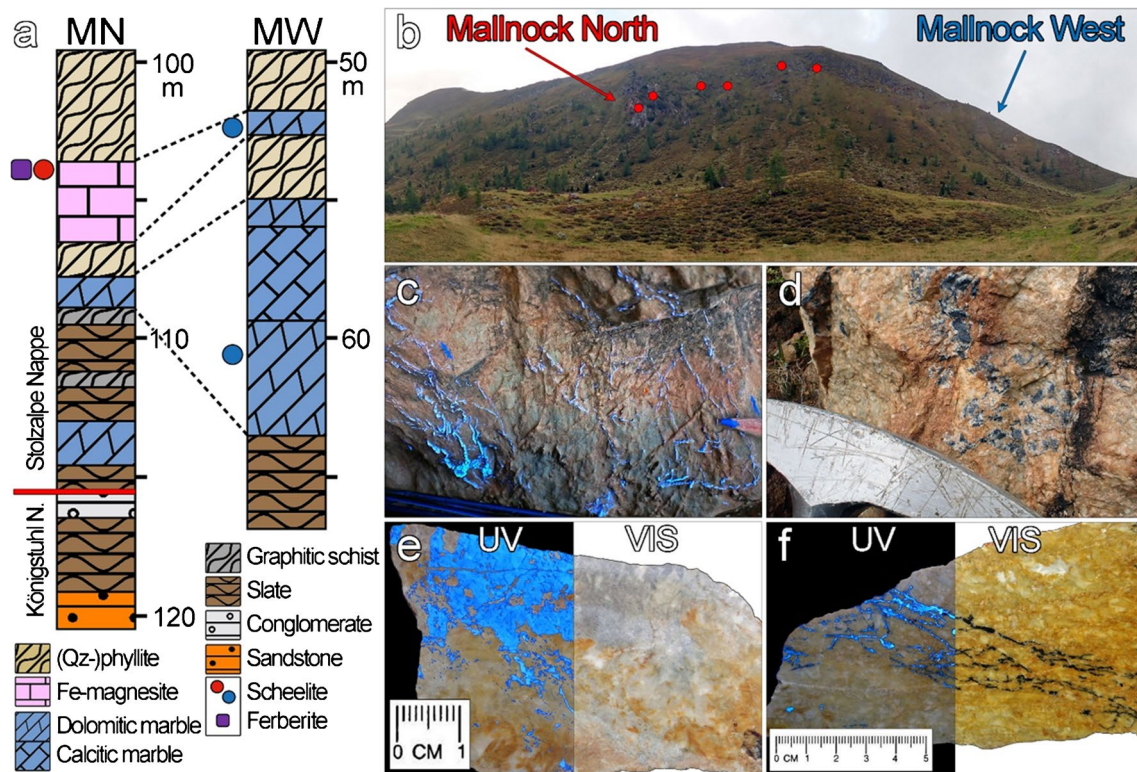 a
MN
MW
100
m
50
m
110
60
120
Stolzalpe Nappe
Königstuhl N.
Graphitic schist
Slate
Conglomerate
Sandstone
Scheelite
Ferberite
(Qz-)phyllite
Fe-magnesite
Dolomitic marble
Calcitic marble
b
Mallnock North
Mallnock West
c
d
e
UV
VIS
0 CM 1
f
UV
VIS
0 CM 1 2 3 4 5